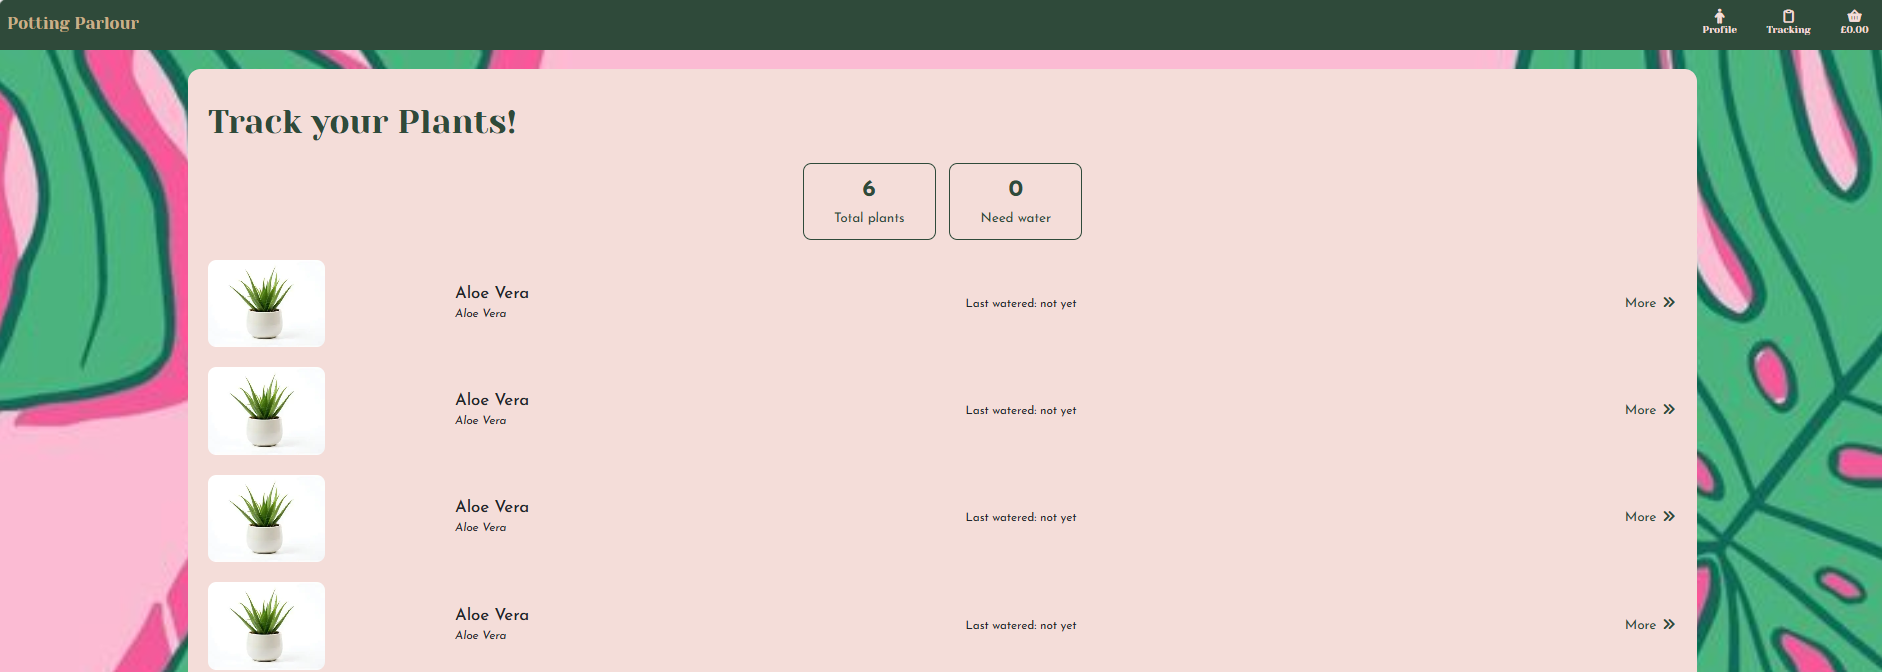 Potting Parlour
Profile
Tracking
£0.00
Track your Plants!
6
Total plants
0
Need water
Aloe Vera
Aloe Vera
Last watered: not yet
More
Aloe Vera
Aloe Vera
Last watered: not yet
More
Aloe Vera
Aloe Vera
Last watered: not yet
More
Aloe Vera
Aloe Vera
Last watered: not yet
More